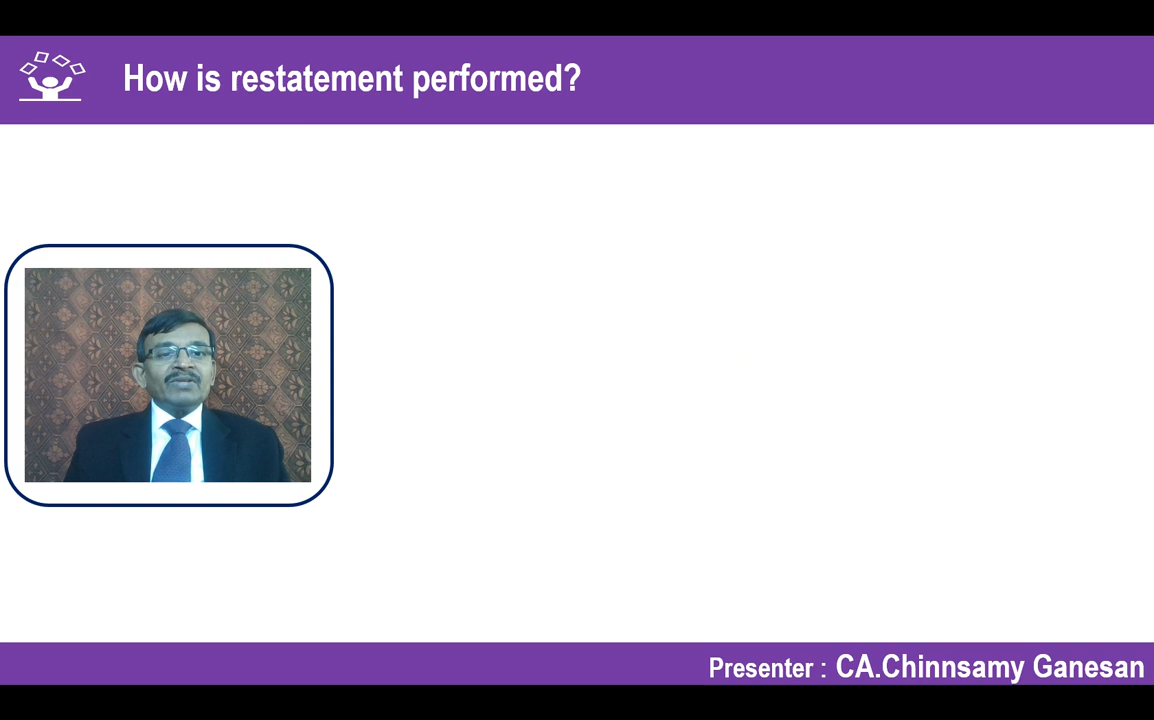 How is restatement performed?
Presenter : CA.Chinnsamy Ganesan